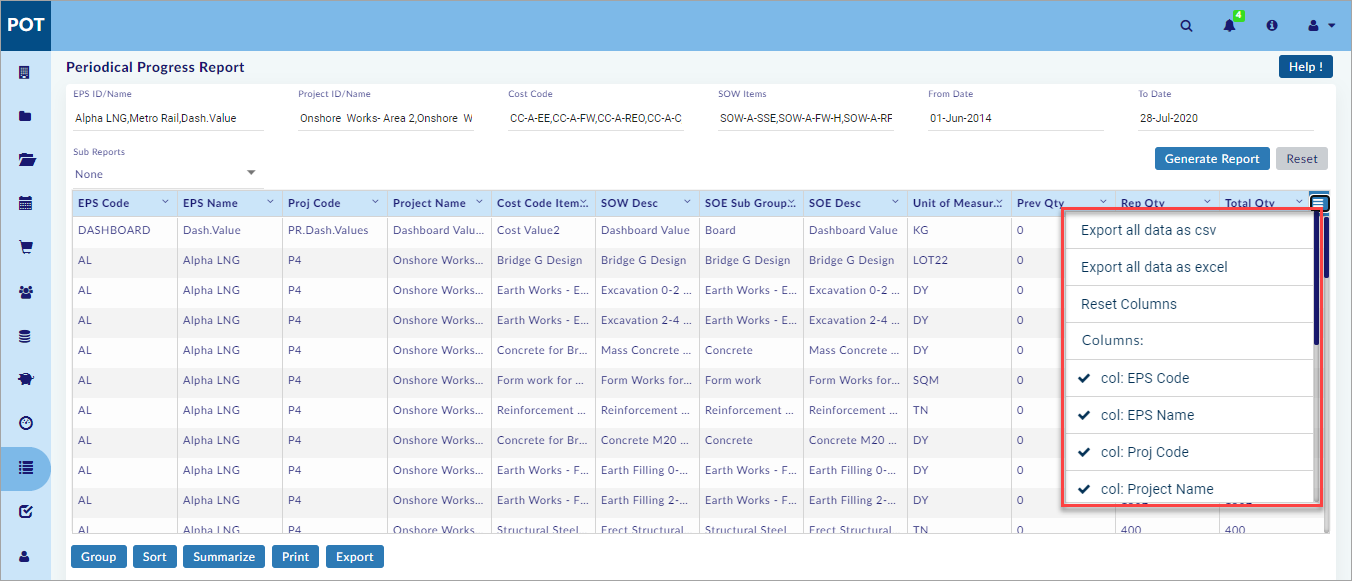 POT
4
Periodical Progress Report
Help !
EPS ID/Name Project ID/Name Cost Code SOW Items From Date To Date
Alpha LNG,Metro Rail,Dash.Value Onshore Works- Area 2,Onshore W CC-A-EE,CC-A-FW,CC-A-REO,CC-A-C SOW-A-SSE,SOW-A-FW-H,SOW-A-RF 01-Jun-2014 28-Jul-2020
Sub Reports
None
Generate Report Reset
EPS Code EPS Name Proj Code Project Name Cost Code Item... SOW Desc SOE Sub Group... SOE Desc Unit of Measur... Prev Qty Rep Qty Total Qty
DASHBOARD Dash.Value PR.Dash.Values Dashboard Valu... Cost Value2 Dashboard Value Board Dashboard Value KG 0
AL Alpha LNG P4 Onshore Works... Bridge G Design Bridge G Design Bridge G Design Bridge G Design LOT22 0
AL Alpha LNG P4 Onshore Works... Earth Works - E... Excavation 0-2 ... Earth Works - E... Excavation 0-2 ... DY 0
AL Alpha LNG P4 Onshore Works... Earth Works - E... Excavation 2-4 ... Earth Works - E... Excavation 2-4 ... DY 0
AL Alpha LNG P4 Onshore Works... Concrete for Br... Mass Concrete ... Concrete Mass Concrete ... DY 0
AL Alpha LNG P4 Onshore Works... Form work for ... Form Works for... Form work Form Works for... SQM 0
AL Alpha LNG P4 Onshore Works... Reinforcement ... Reinforcement ... Reinforcement ... Reinforcement ... TN 0
AL Alpha LNG P4 Onshore Works... Concrete for Br... Concrete M20 ... Concrete Concrete M20 ... DY 0
AL Alpha LNG P4 Onshore Works... Earth Works - F... Earth Filling 0-... Earth Works - F... Earth Filling 0-... DY 0
AL Alpha LNG P4 Onshore Works... Earth Works - F... Earth Filling 2-... Earth Works - F... Earth Filling 2-... DY 0
AL Alpha LNG P4 Onshore Works Structural Steel Erect Structural Structural Steel Erect Structural TN 0 400 400
Export all data as csv
Export all data as excel
Reset Columns
Columns:
col: EPS Code
col: EPS Name
col: Proj Code
col: Project Name
Group Sort Summarize Print Export